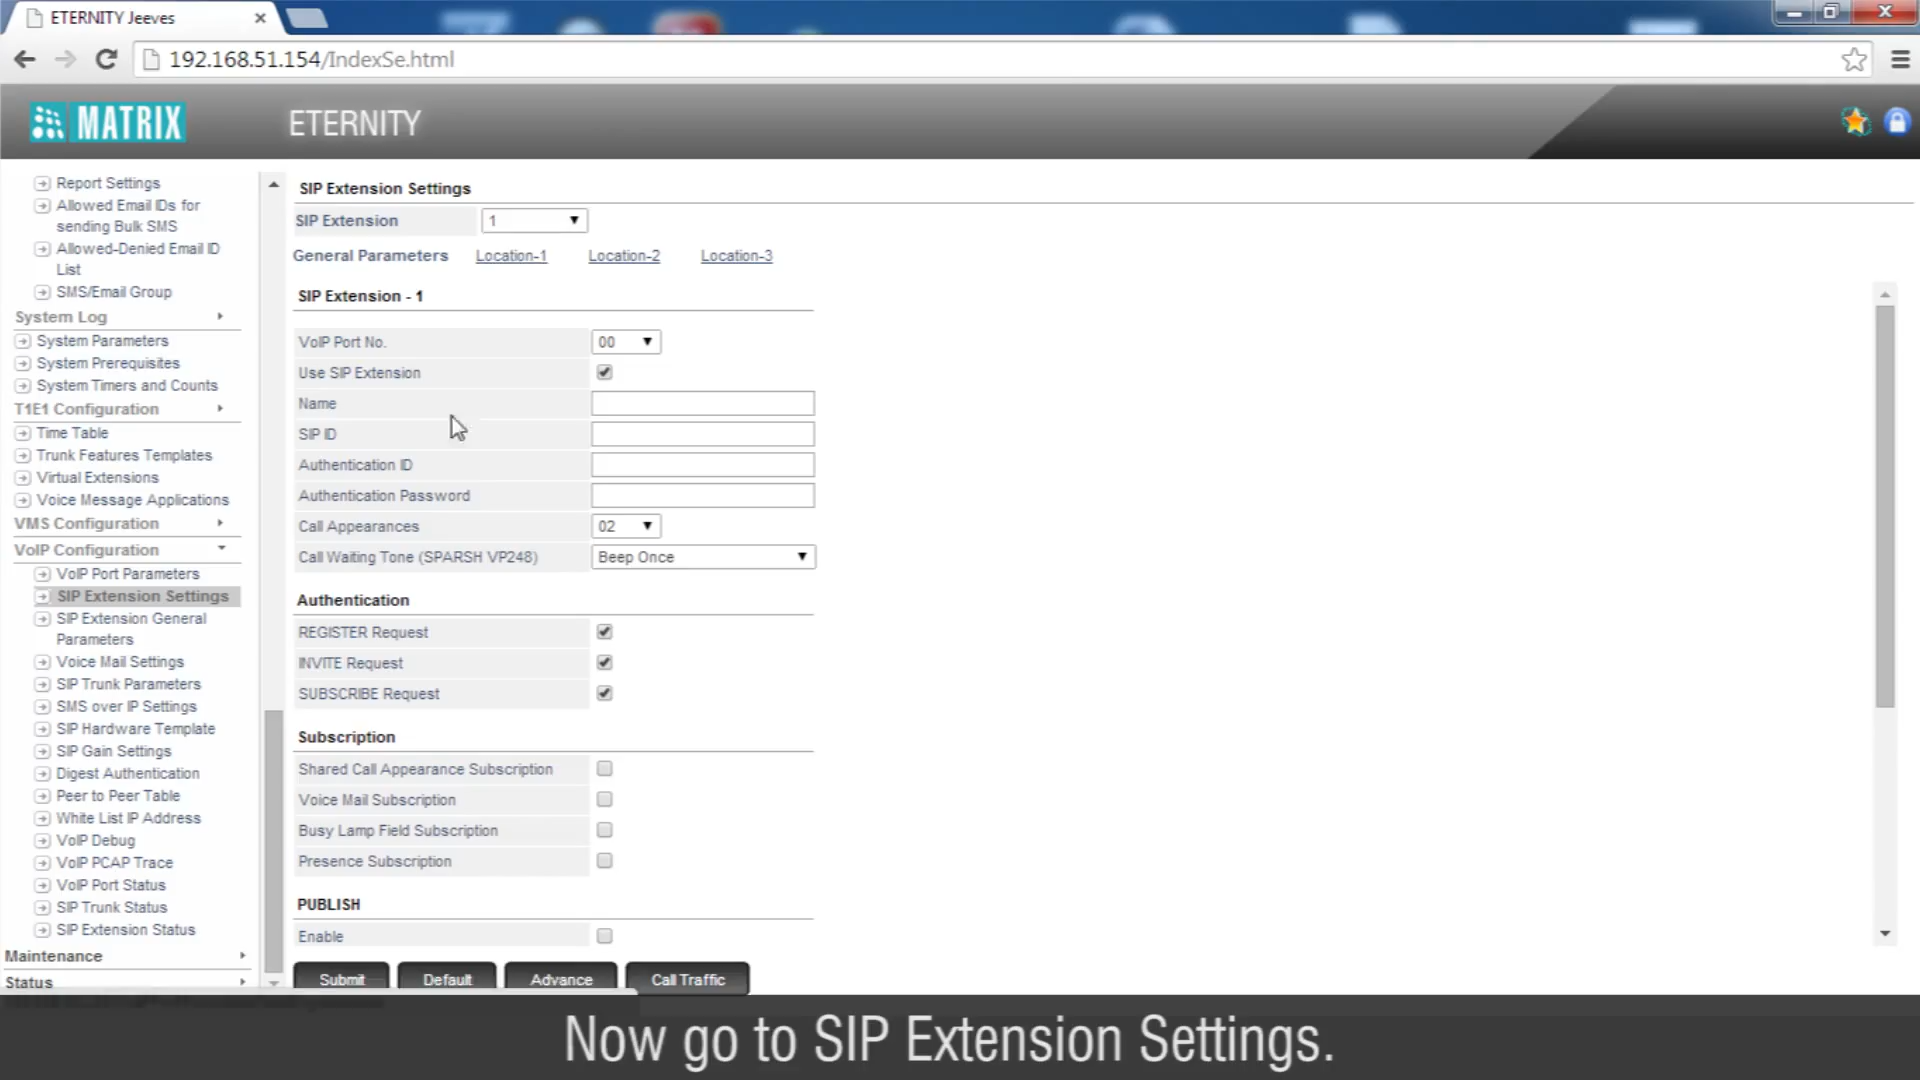 ETERNITY Jeeves
192.168.51.154/IndexSe.html
MATRIX
ETERNITY
Report Settings
Allowed Email IDs for
sending Bulk SMS
Allowed-Denied Email ID
List
SMS/Email Group
System Log
System Parameters
System Prerequisites
System Timers and Counts
T1E1 Configuration
Time Table
Trunk Features Templates
Virtual Extensions
Voice Message Applications
VMS Configuration
VoIP Configuration
VoIP Port Parameters
SIP Extension Settings
SIP Extension General
Parameters
Voice Mail Settings
SIP Trunk Parameters
SMS over IP Settings
SIP Hardware Template
SIP Gain Settings
Digest Authentication
Peer to Peer Table
White List IP Address
VoIP Debug
VoIP PCAP Trace
VoIP Port Status
SIP Trunk Status
SIP Extension Status
Maintenance
Status
SIP Extension Settings
SIP Extension 1
General Parameters Location-1 Location-2 Location-3
SIP Extension - 1
VoIP Port No. 00
Use SIP Extension
Name
SIP ID
Authentication ID
Authentication Password
Call Appearances 02
Call Waiting Tone (SPARSH VP248) Beep Once
Authentication
REGISTER Request
INVITE Request
SUBSCRIBE Request
Subscription
Shared Call Appearance Subscription
Voice Mail Subscription
Busy Lamp Field Subscription
Presence Subscription
PUBLISH
Enable
Submit Default Advance Call Traffic
Now go to SIP Extension Settings.